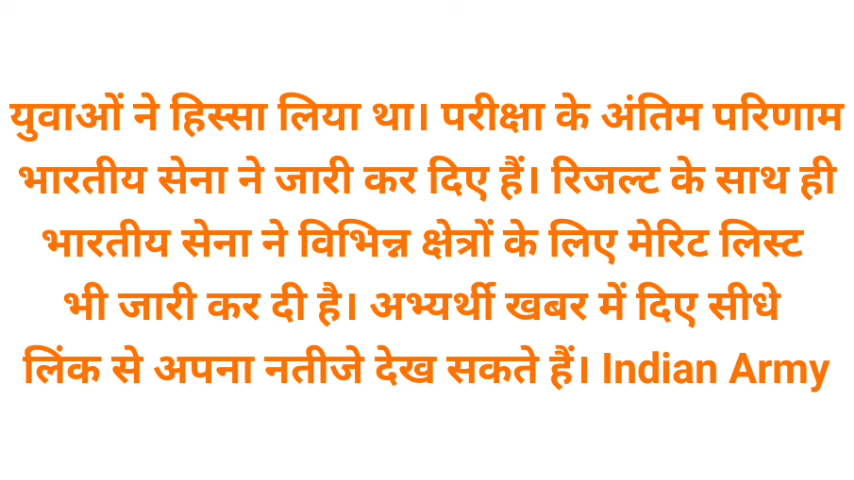 युवाओं ने हिस्सा लिया था। परीक्षा के अंतिम परिणाम
भारतीय सेना ने जारी कर दिए हैं। रिजल्ट के साथ ही
भारतीय सेना ने विभिन्न क्षेत्रों के लिए मेरिट लिस्ट
भी जारी कर दी है। अभ्यर्थी खबर में दिए सीधे
लिंक से अपना नतीजे देख सकते हैं। Indian Army